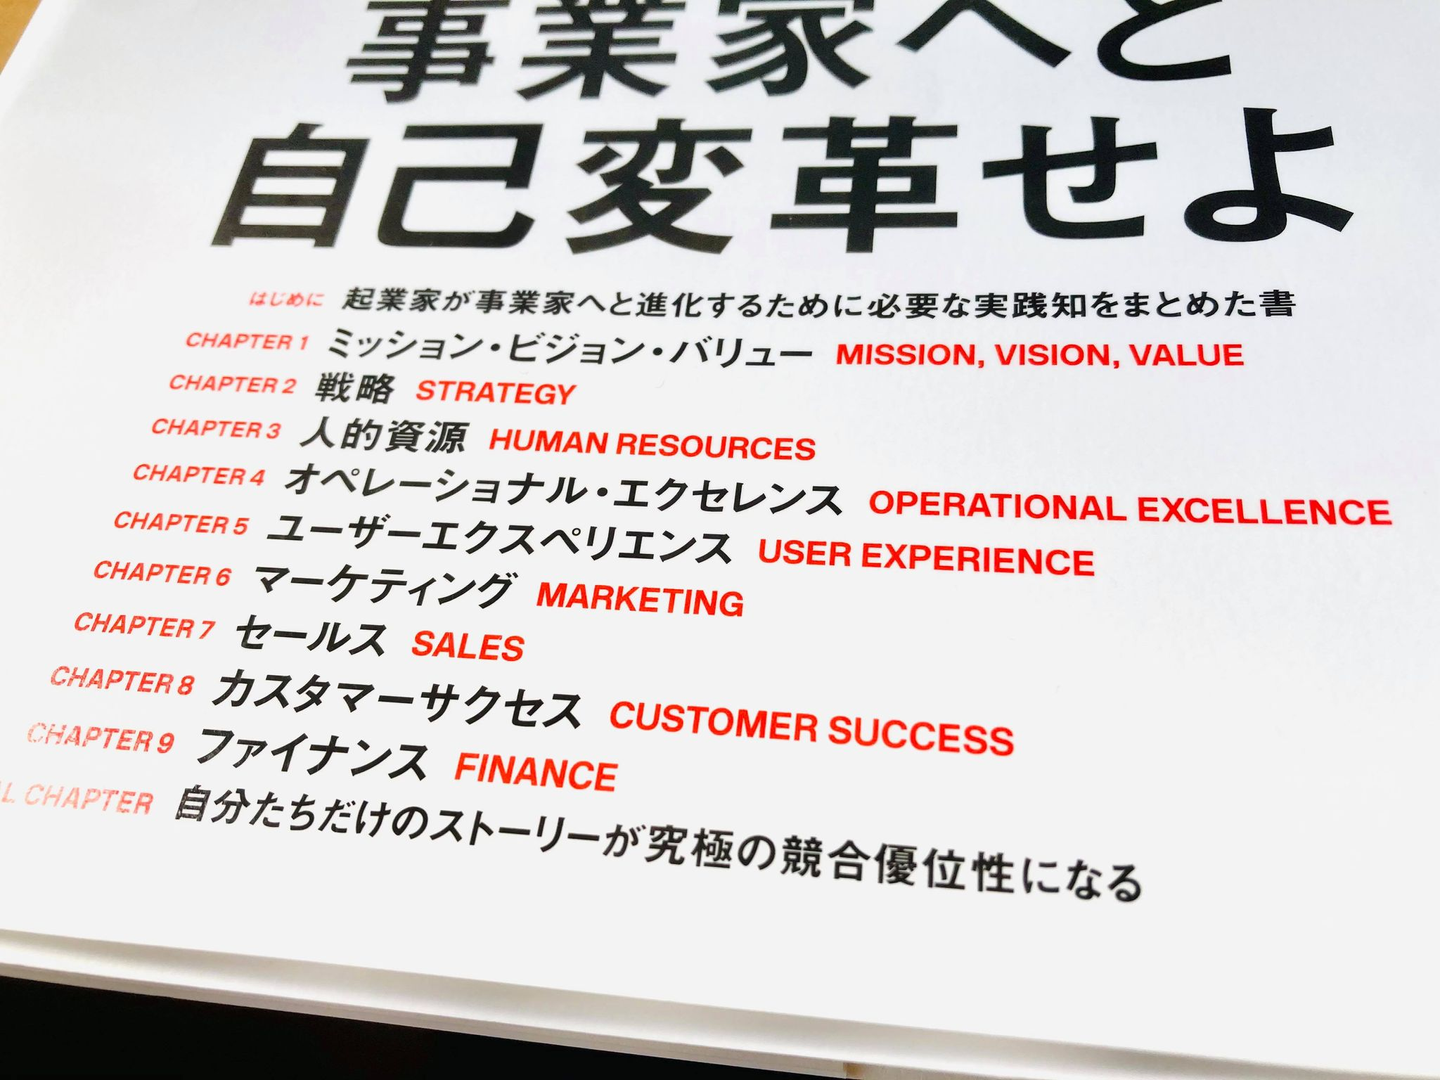 事業家へと
自己変革せよ
はじめに 起業家が事業家へと進化するために必要な実践知をまとめた書
CHAPTER 1 ミッション・ビジョン・バリュー MISSION, VISION, VALUE
CHAPTER 2 戦略 STRATEGY
CHAPTER 3 人的資源 HUMAN RESOURCES
CHAPTER 4 オペレーショナル・エクセレンス OPERATIONAL EXCELLENCE
CHAPTER 5 ユーザーエクスペリエンス USER EXPERIENCE
CHAPTER 6 マーケティング MARKETING
CHAPTER 7 セールス SALES
CHAPTER 8 カスタマーサクセス CUSTOMER SUCCESS
CHAPTER 9 ファイナンス FINANCE
L CHAPTER 自分たちだけのストーリーが究極の競合優位性になる